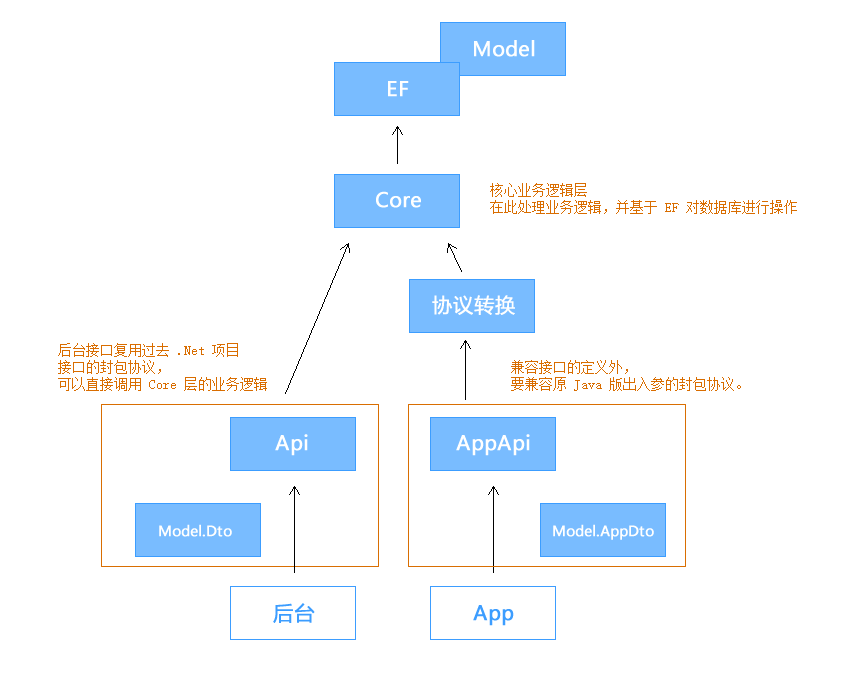 Model
EF
Core
核心业务逻辑层
在此处理业务逻辑，并基于 EF 对数据库进行操作
协议转换
后台接口复用过去 .Net 项目
接口的封包协议，
可以直接调用 Core 层的业务逻辑
兼容接口的定义外，
要兼容原 Java 版出入参的封包协议。
Api
AppApi
Model.Dto
Model.AppDto
后台
App